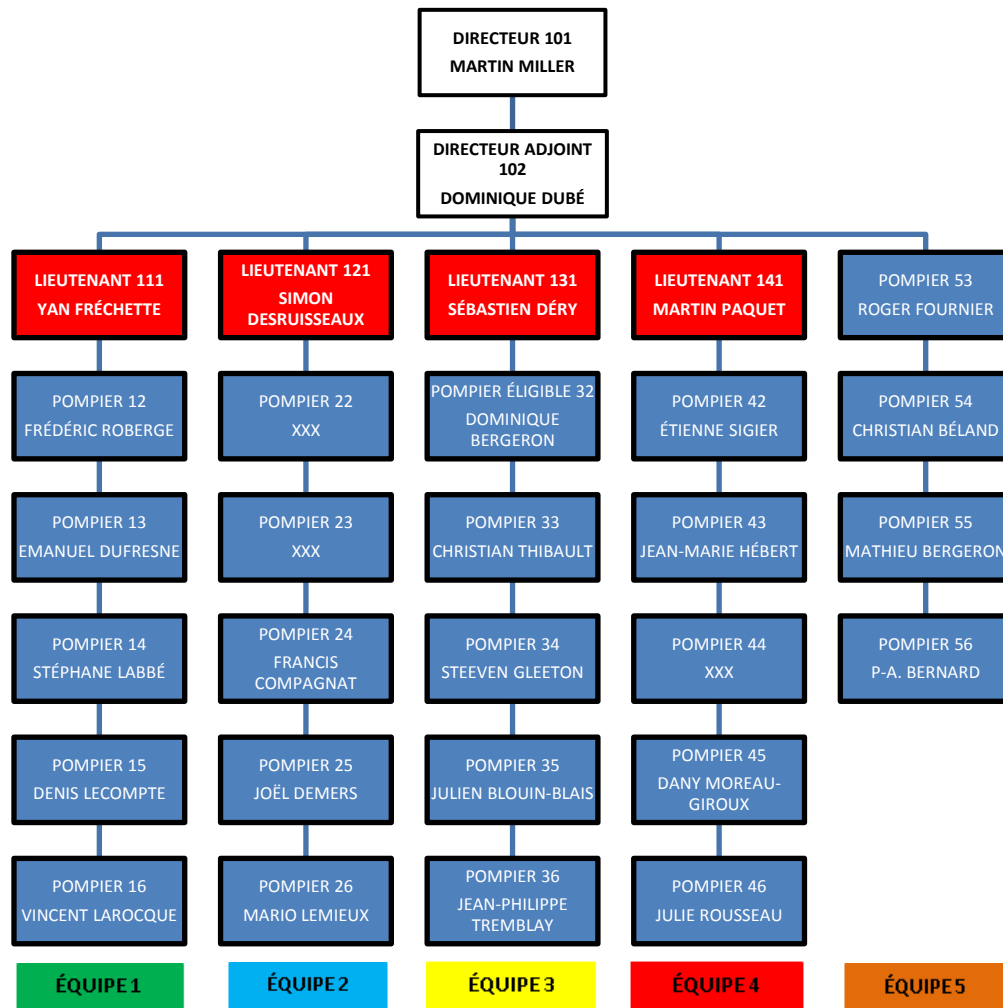 DIRECTEUR 101
MARTIN MILLER
DIRECTEUR ADJOINT
102
DOMINIQUE DUBÉ
LIEUTENANT 111
YAN FRÉCHETTE
LIEUTENANT 121
SIMON
DESRUISSEAUX
LIEUTENANT 131
SÉBASTIEN DÉRY
LIEUTENANT 141
MARTIN PAQUET
POMPIER 53
ROGER FOURNIER
POMPIER 12
FRÉDÉRIC ROBERGE
POMPIER 22
XXX
POMPIER ÉLIGIBLE 32
DOMINIQUE
BERGERON
POMPIER 42
ÉTIENNE SIGIER
POMPIER 54
CHRISTIAN BÉLAND
POMPIER 13
EMANUEL DUFRESNE
POMPIER 23
XXX
POMPIER 33
CHRISTIAN THIBAULT
POMPIER 43
JEAN-MARIE HÉBERT
POMPIER 55
MATHIEU BERGERON
POMPIER 14
STÉPHANE LABBÉ
POMPIER 24
FRANCIS
COMPAGNAT
POMPIER 34
STEEVEN GLEETON
POMPIER 44
XXX
POMPIER 56
P-A. BERNARD
POMPIER 15
DENIS LECOMPTE
POMPIER 25
JOËL DEMERS
POMPIER 35
JULIEN BLOUIN-BLAIS
POMPIER 45
DANY MOREAU-
GIROUX
POMPIER 16
VINCENT LAROCQUE
POMPIER 26
MARIO LEMIEUX
POMPIER 36
JEAN-PHILIPPE
TREMBLAY
POMPIER 46
JULIE ROUSSEAU
ÉQUIPE 1
ÉQUIPE 2
ÉQUIPE 3
ÉQUIPE 4
ÉQUIPE 5